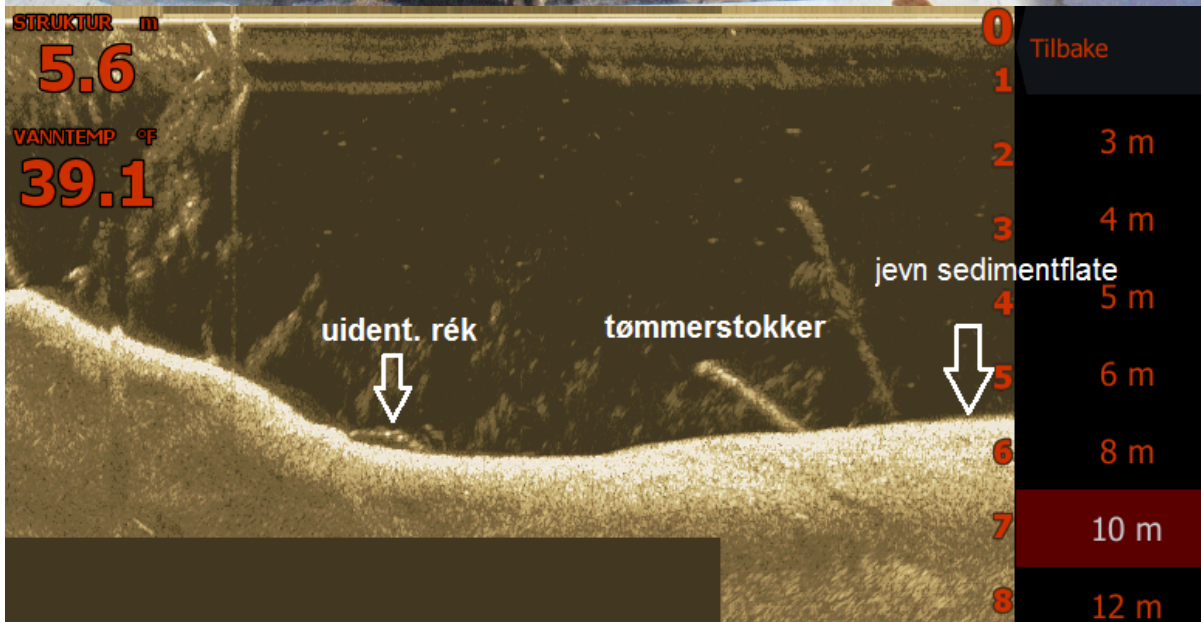 STRUKTUR m
5.6
VANNTEMP °F
39.1
0
1
2
3
4
5
6
7
8
uident. rék
tømmerstokker
jevn sedimentflate
Tilbake
3 m
4 m
5 m
6 m
8 m
10 m
12 m